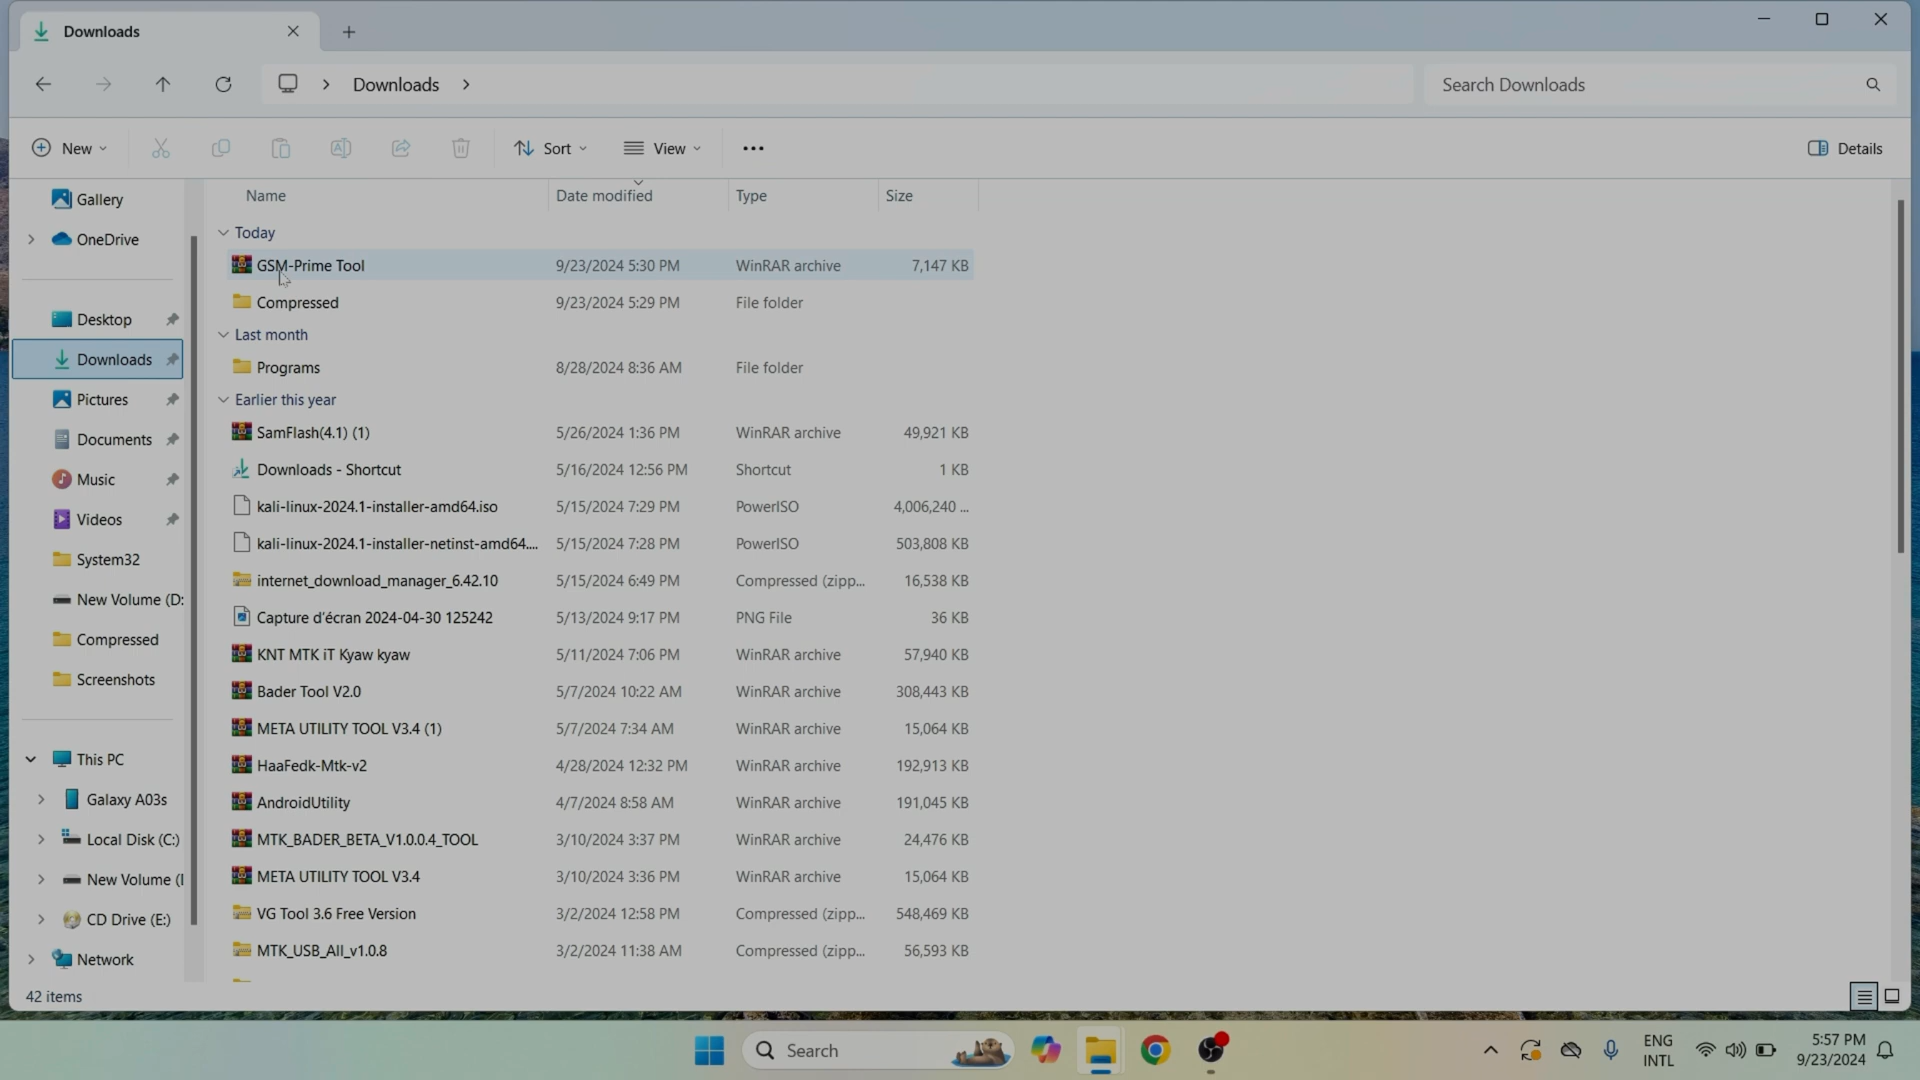 Downloads
Downloads
Search Downloads
New
Sort
View
Details
Gallery
OneDrive
Desktop
Downloads
Pictures
Documents
Music
Videos
System32
New Volume (D:
Compressed
Screenshots
This PC
Galaxy A03s
Local Disk (C:)
New Volume (
CD Drive (E:)
Network
Name Date modified Type Size
Today
GSM-Prime Tool 9/23/2024 5:30 PM WinRAR archive 7,147 KB
Compressed 9/23/2024 5:29 PM File folder
Last month
Programs 8/28/2024 8:36 AM File folder
Earlier this year
SamFlash(4.1) (1) 5/26/2024 1:36 PM WinRAR archive 49,921 KB
Downloads - Shortcut 5/16/2024 12:56 PM Shortcut 1 KB
kali-linux-2024.1-installer-amd64.iso 5/15/2024 7:29 PM PowerISO 4,006,240 ...
kali-linux-2024.1-installer-netinst-amd64.... 5/15/2024 7:28 PM PowerISO 503,808 KB
internet_download_manager_6.42.10 5/15/2024 6:49 PM Compressed (zipp... 16,538 KB
Capture d'écran 2024-04-30 125242 5/13/2024 9:17 PM PNG File 36 KB
KNT MTK iT Kyaw kyaw 5/11/2024 7:06 PM WinRAR archive 57,940 KB
Bader Tool V2.0 5/7/2024 10:22 AM WinRAR archive 308,443 KB
META UTILITY TOOL V3.4 (1) 5/7/2024 7:34 AM WinRAR archive 15,064 KB
HaaFedk-Mtk-v2 4/28/2024 12:32 PM WinRAR archive 192,913 KB
AndroidUtility 4/7/2024 8:58 AM WinRAR archive 191,045 KB
MTK_BADER_BETA_V1.0.0.4_TOOL 3/10/2024 3:37 PM WinRAR archive 24,476 KB
META UTILITY TOOL V3.4 3/10/2024 3:36 PM WinRAR archive 15,064 KB
VG Tool 3.6 Free Version 3/2/2024 12:58 PM Compressed (zipp... 548,469 KB
MTK_USB_All_v1.0.8 3/2/2024 11:38 AM Compressed (zipp... 56,593 KB
42 items
Search
ENG
INTL
5:57 PM
9/23/2024